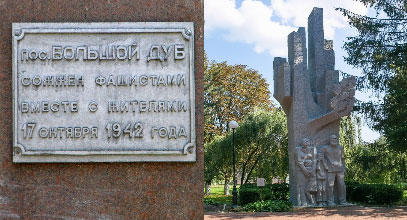 пос. БОЛЬШОЙ ДУБ
СОЖЖЕН ФАШИСТАМИ
ВМЕСТЕ С ЖИТЕЛЯМИ
17 ОКТЯБРЯ 1942 ГОДА